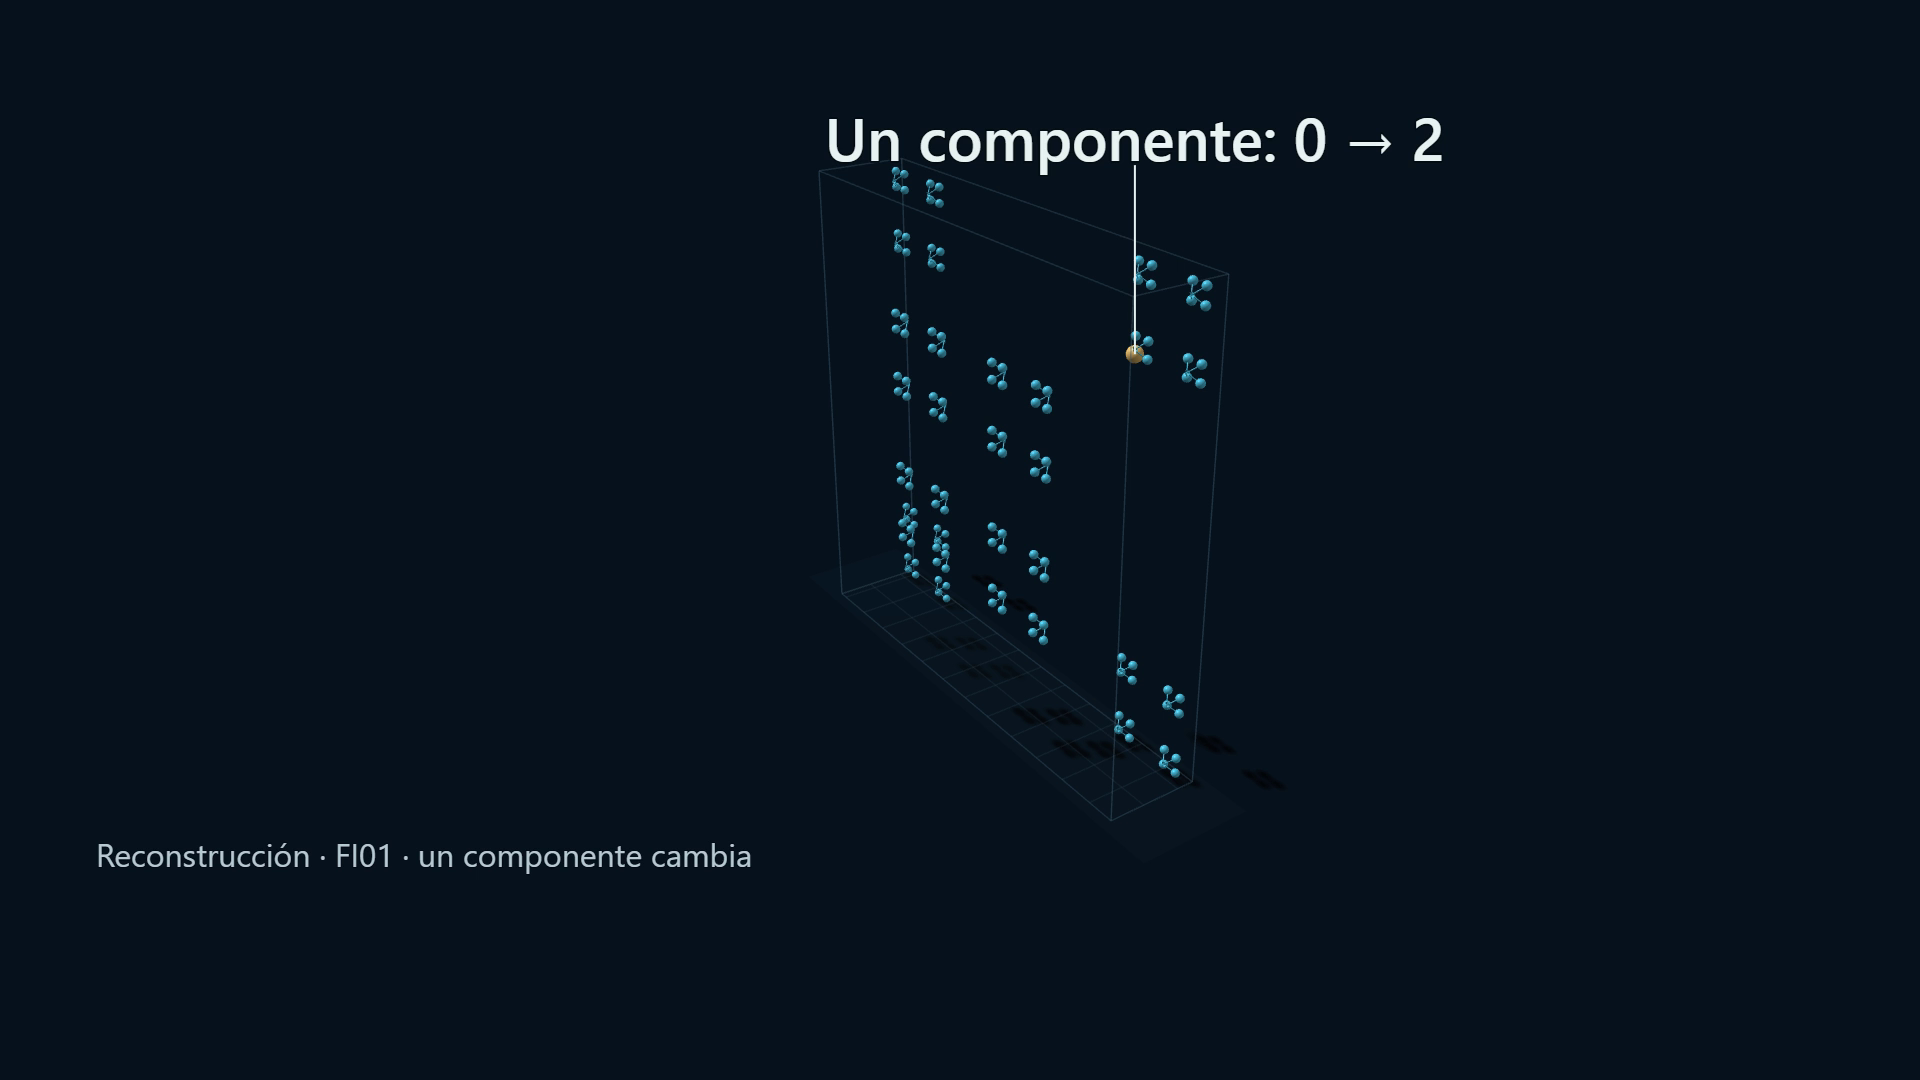 Un componente: 0 → 2
Reconstrucción · FI01 · un componente cambia